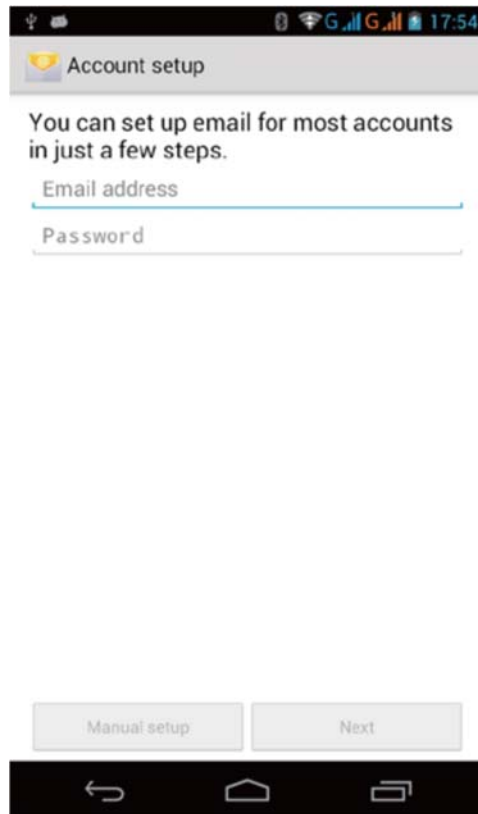 G G 17:54
Account setup
You can set up email for most accounts
in just a few steps.
Email address
Password
Manual setup Next